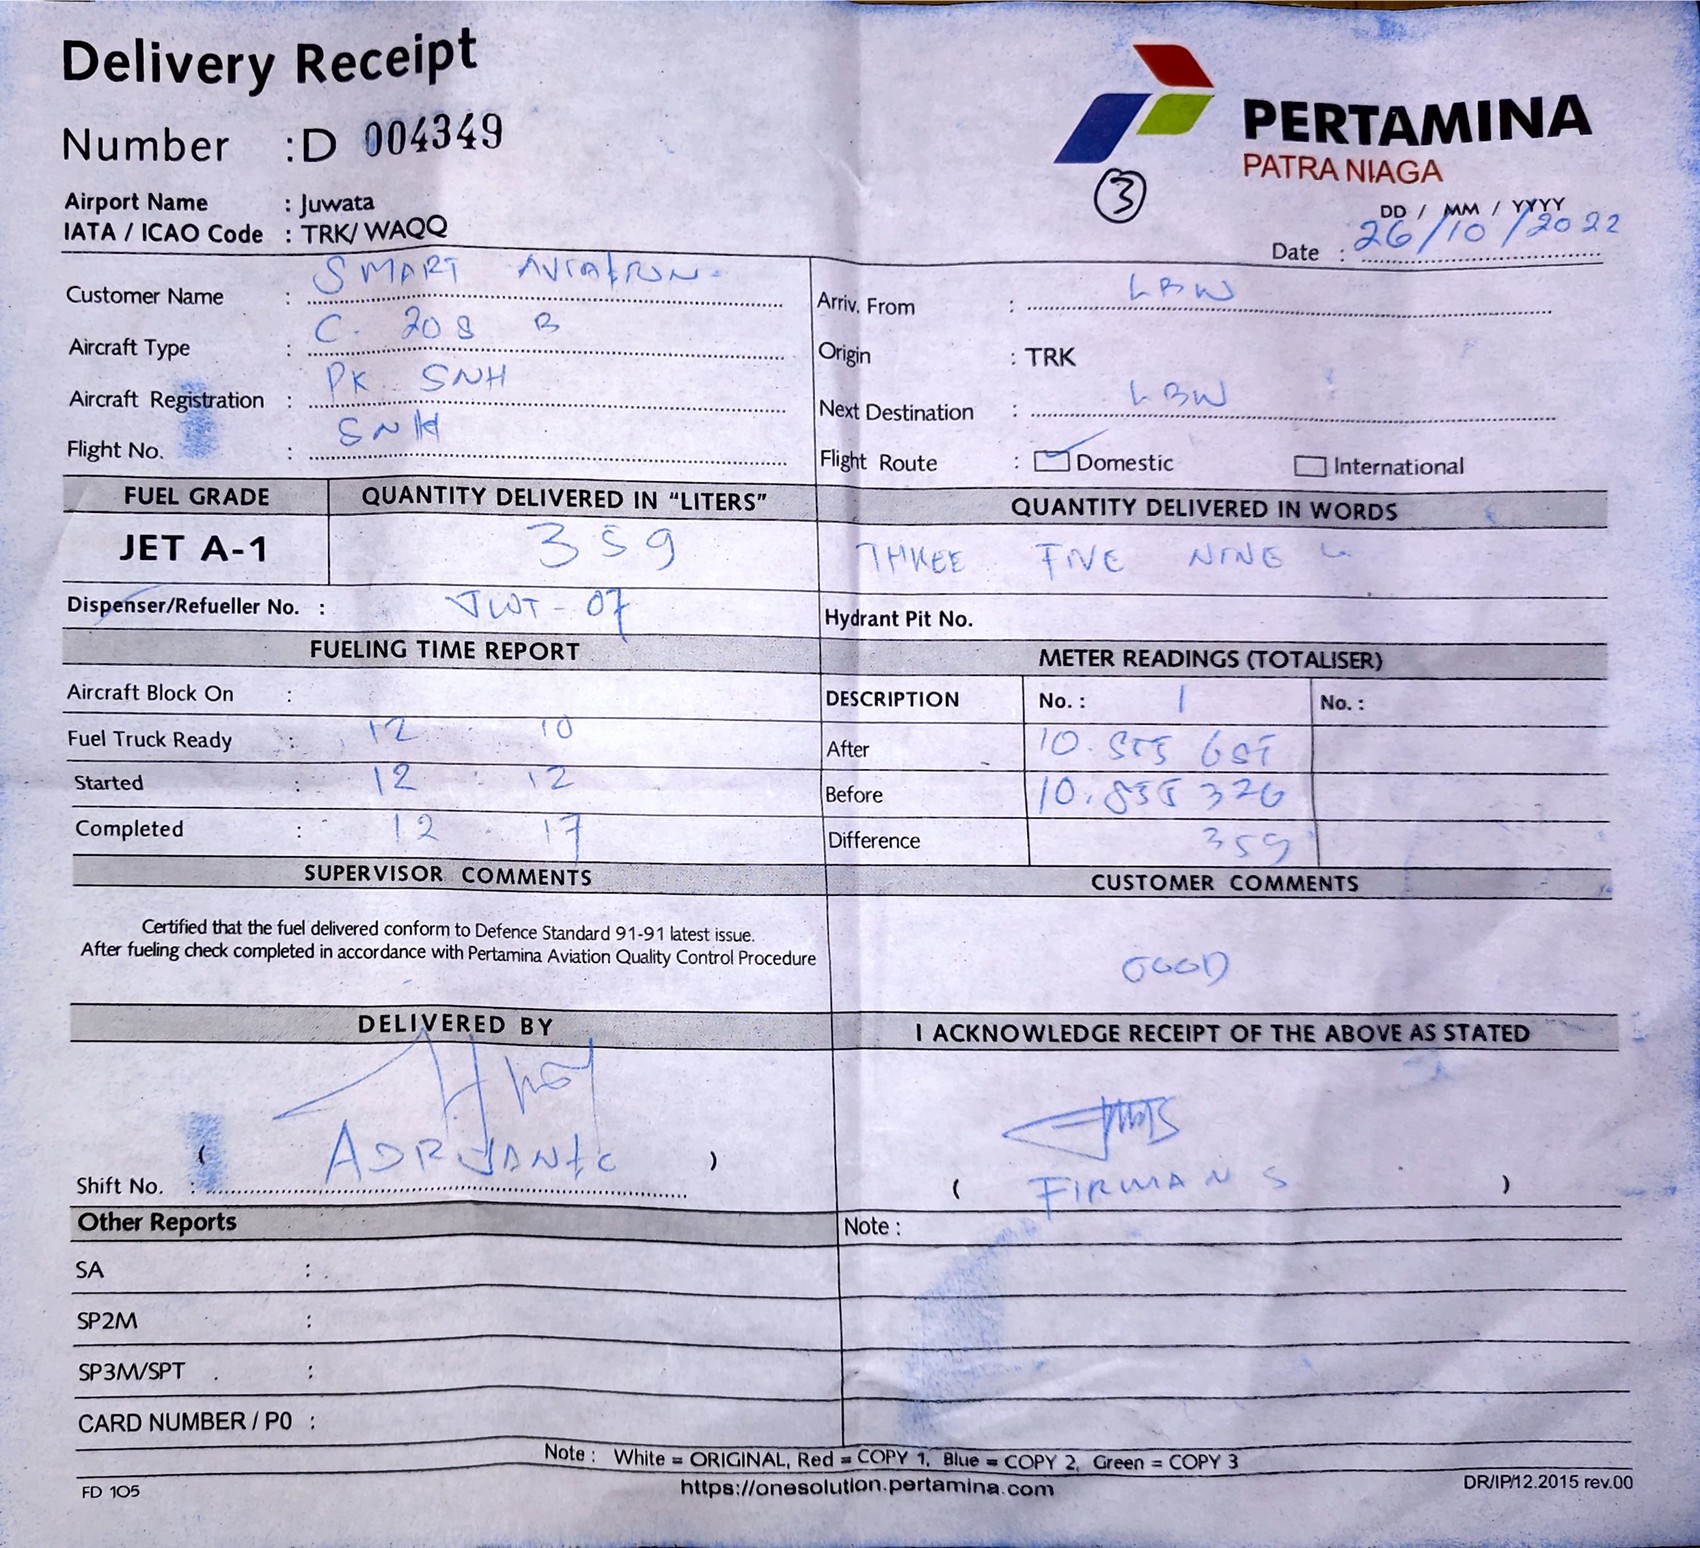 Delivery Receipt
Number :D 004349
PERTAMINA
PATRA NIAGA
3
Airport Name : Juwata
IATA / ICAO Code : TRK/ WAQQ
DD / MM / YYYY
Date : 26/10/2022
Customer Name : SMART AVIATION
Arriv. From : LBW
Aircraft Type : C. 208 B
Origin : TRK
Aircraft Registration : PK SNH
Next Destination : LBW
Flight No. : SNH
Flight Route : Domestic International
FUEL GRADE QUANTITY DELIVERED IN “LITERS” QUANTITY DELIVERED IN WORDS
JET A-1 359 THREE FIVE NINE
Dispenser/Refueller No. : JWT - 07 Hydrant Pit No.
FUELING TIME REPORT METER READINGS (TOTALISER)
Aircraft Block On : DESCRIPTION No. : 1 No. :
Fuel Truck Ready : 12 10 After 10.
Started : 12 12 Before 10.
Completed : 12 17 Difference 359
SUPERVISOR COMMENTS CUSTOMER COMMENTS
Certified that the fuel delivered conform to Defence Standard 91-91 latest issue.
After fueling check completed in accordance with Pertamina Aviation Quality Control Procedure
GOOD
DELIVERED BY I ACKNOWLEDGE RECEIPT OF THE ABOVE AS STATED
( )
Shift No. : ( FIRMAN S )
Other Reports Note :
SA :
SP2M :
SP3M/SPT :
CARD NUMBER / P0 :
Note : White = ORIGINAL, Red = COPY 1, Blue = COPY 2, Green = COPY 3
FD 105 https://onesolution.pertamina.com DR/IP/12.2015 rev.00